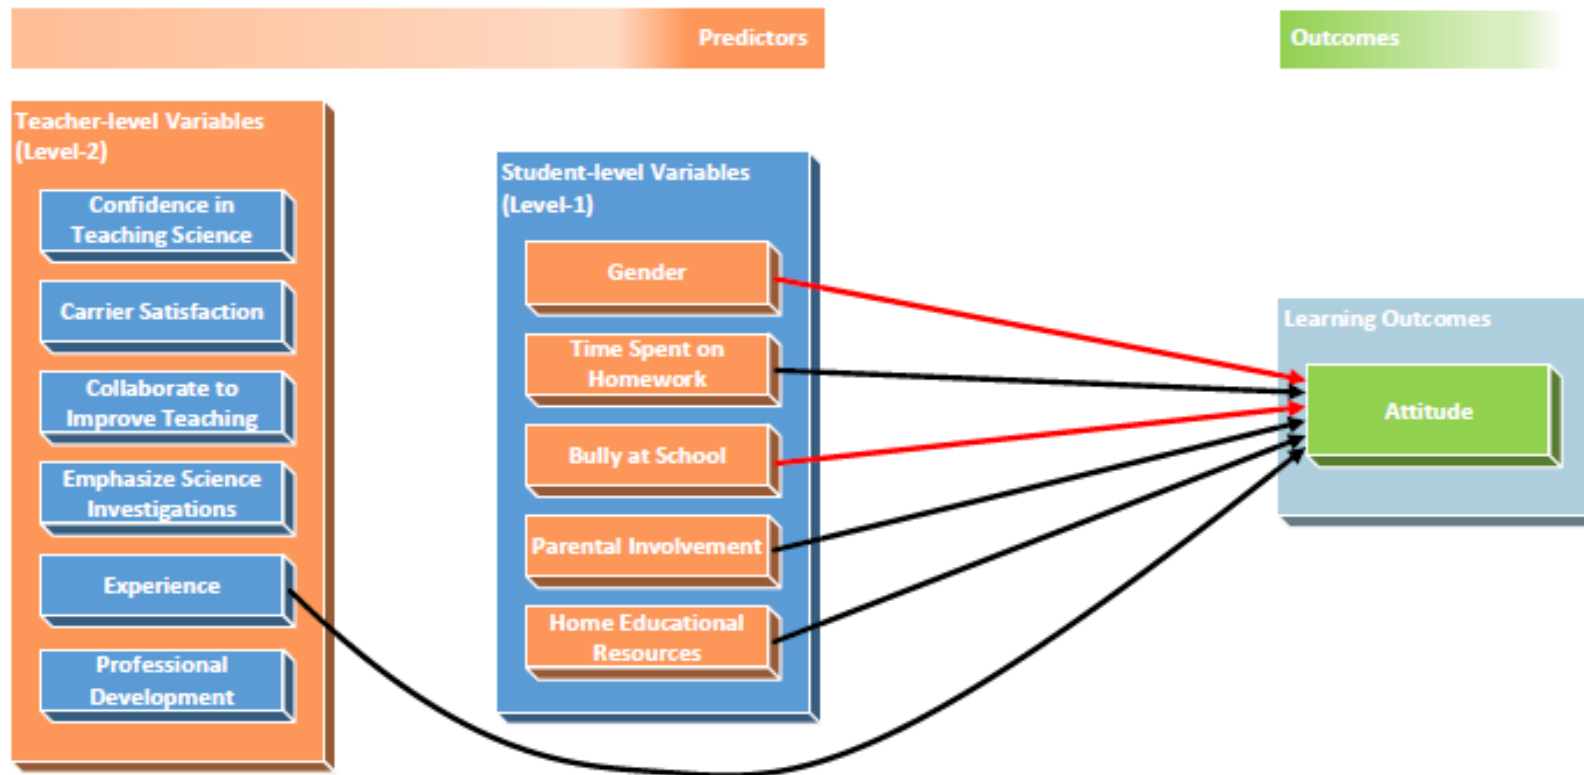 Predictors
Outcomes
Teacher-level Variables
(Level-2)
Confidence in
Teaching Science
Carrier Satisfaction
Collaborate to
Improve Teaching
Emphasize Science
Investigations
Experience
Professional
Development
Student-level Variables
(Level-1)
Gender
Time Spent on
Homework
Bully at School
Parental Involvement
Home Educational
Resources
Learning Outcomes
Attitude